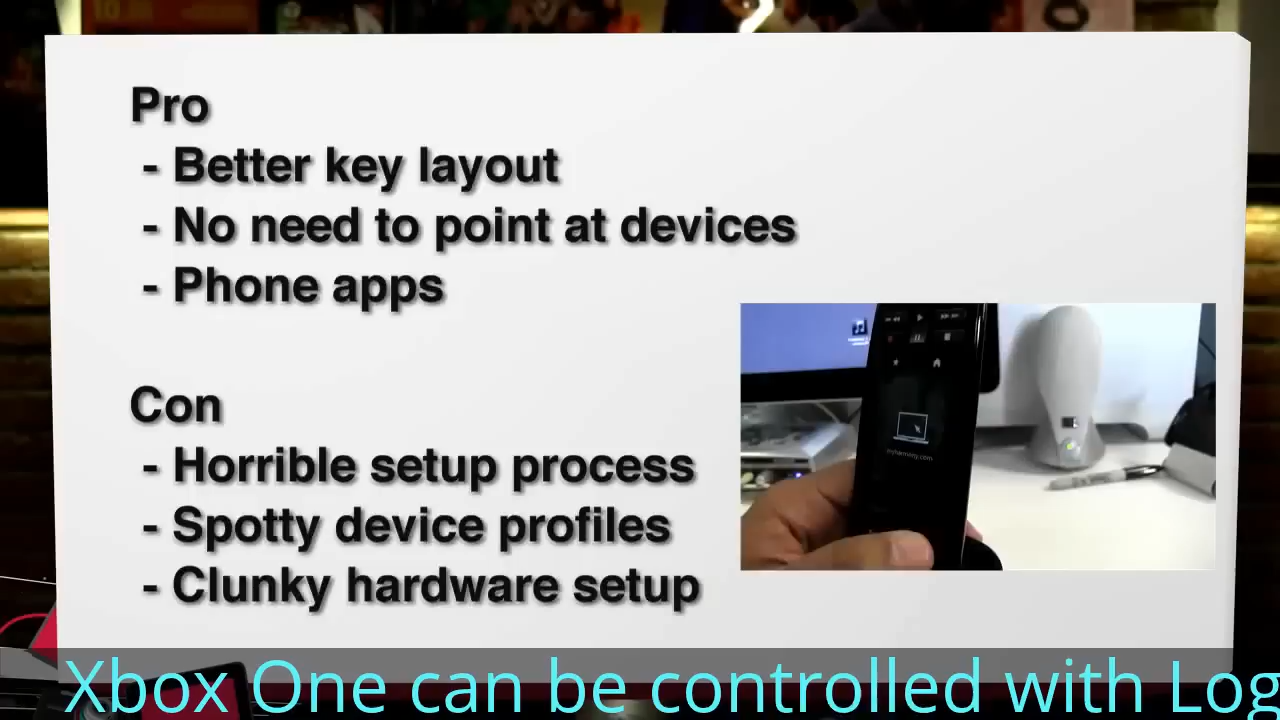 Pro
- Better key layout
- No need to point at devices
- Phone apps
Con
- Horrible setup process
- Spotty device profiles
- Clunky hardware setup
Xbox One can be controlled with Log